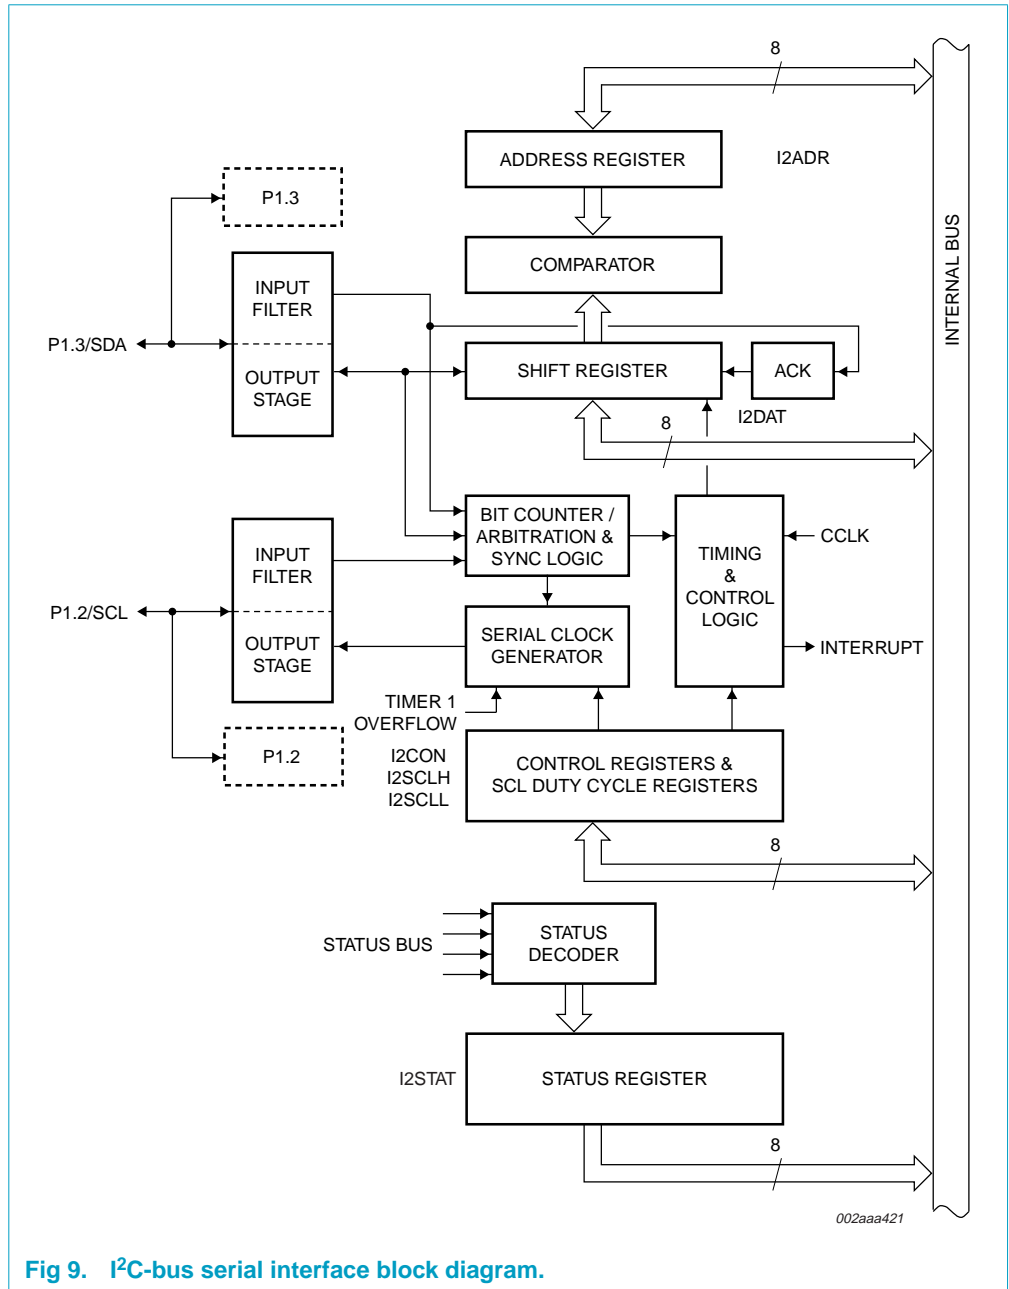 8
ADDRESS REGISTER
I2ADR
P1.3
INTERNAL BUS
COMPARATOR
INPUT
FILTER
P1.3/SDA
OUTPUT
STAGE
SHIFT REGISTER
ACK
I2DAT
8
BIT COUNTER /
ARBITRATION &
SYNC LOGIC
INPUT
FILTER
TIMING
&
CONTROL
LOGIC
CCLK
P1.2/SCL
OUTPUT
STAGE
SERIAL CLOCK
GENERATOR
INTERRUPT
TIMER 1
OVERFLOW
P1.2
I2CON
I2SCLH
I2SCLL
CONTROL REGISTERS &
SCL DUTY CYCLE REGISTERS
8
STATUS BUS
STATUS
DECODER
I2STAT
STATUS REGISTER
8
002aaa421
Fig 9. I²C-bus serial interface block diagram.